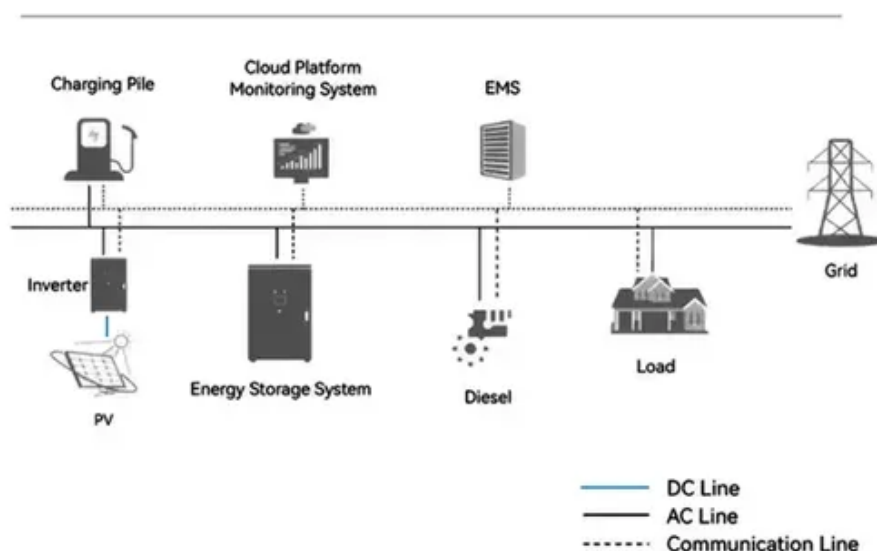 Charging Pile
Cloud Platform
Monitoring System
EMS
Grid
Inverter
PV
Energy Storage System
Diesel
Load
DC Line
AC Line
Communication Line